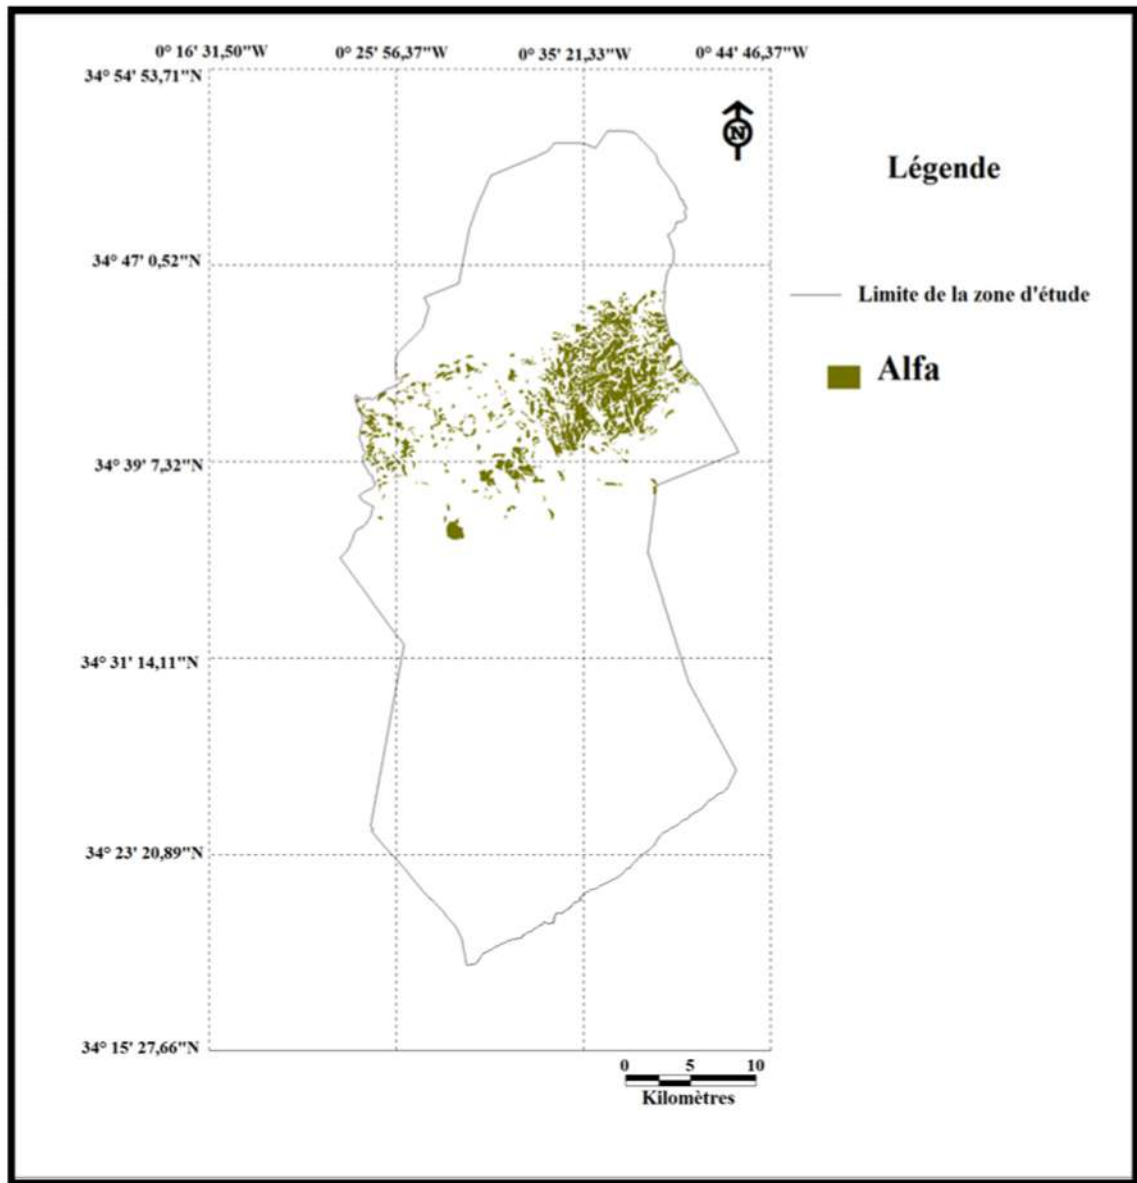 0° 16' 31,50"W 0° 25' 56,37"W 0° 35' 21,33"W 0° 44' 46,37"W
34° 54' 53,71"N
N
Légende
34° 47' 0,52"N
Limite de la zone d'étude
Alfa
34° 39' 7,32"N
34° 31' 14,11"N
34° 23' 20,89"N
34° 15' 27,66"N
0 5 10
Kilomètres